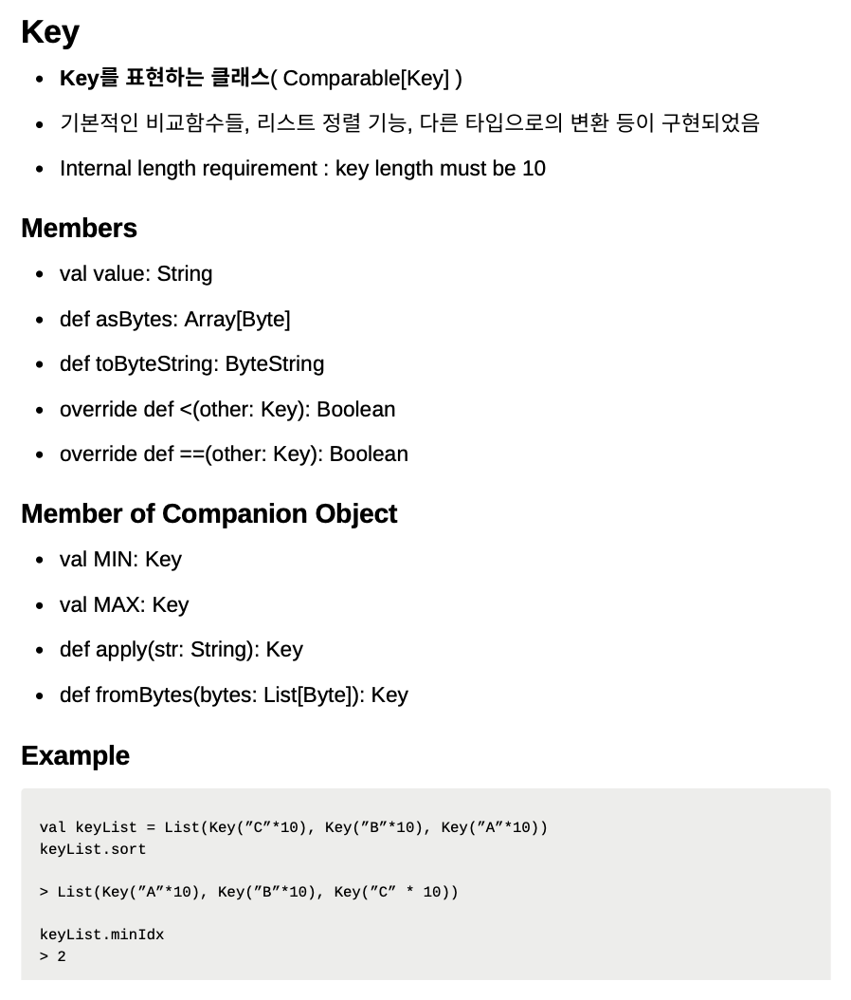 Key
• Key를 표현하는 클래스( Comparable[Key] )
• 기본적인 비교함수들, 리스트 정렬 기능, 다른 타입으로의 변환 등이 구현되었음
• Internal length requirement : key length must be 10
Members
• val value: String
• def asBytes: Array[Byte]
• def toByteString: ByteString
• override def <(other: Key): Boolean
• override def ==(other: Key): Boolean
Member of Companion Object
• val MIN: Key
• val MAX: Key
• def apply(str: String): Key
• def fromBytes(bytes: List[Byte]): Key
Example
val keyList = List(Key(”C”*10), Key(”B”*10), Key(”A”*10))
keyList.sort
> List(Key(”A”*10), Key(”B”*10), Key(”C” * 10))
keyList.minIdx
> 2